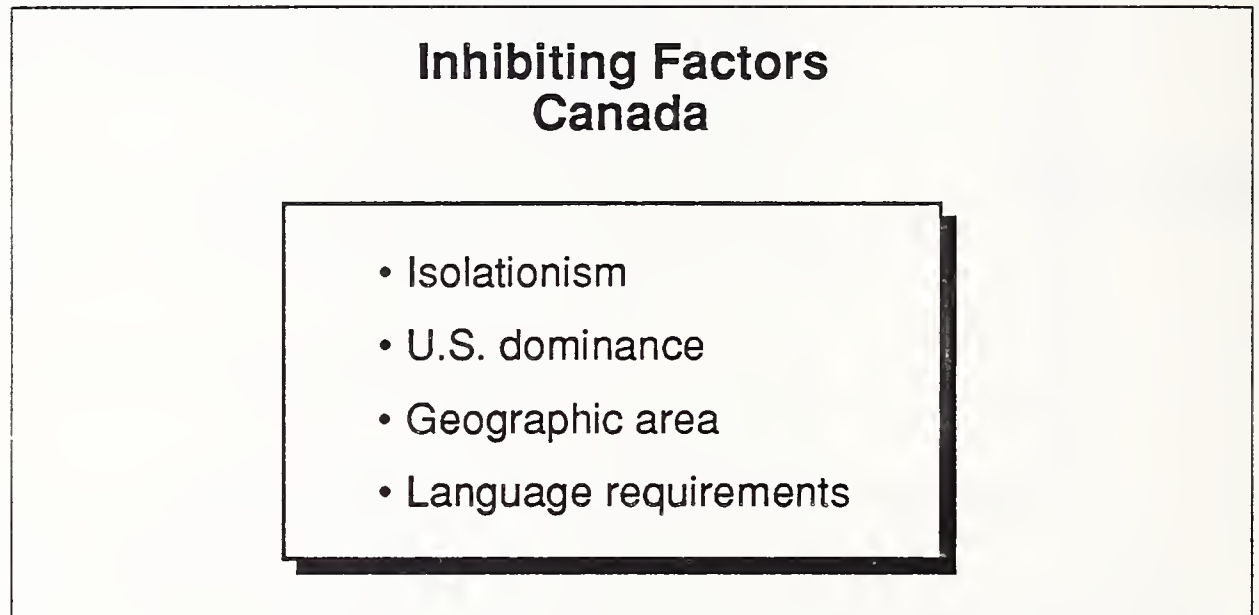 Inhibiting Factors
Canada
• Isolationism
• U.S. dominance
• Geographic area
• Language requirements